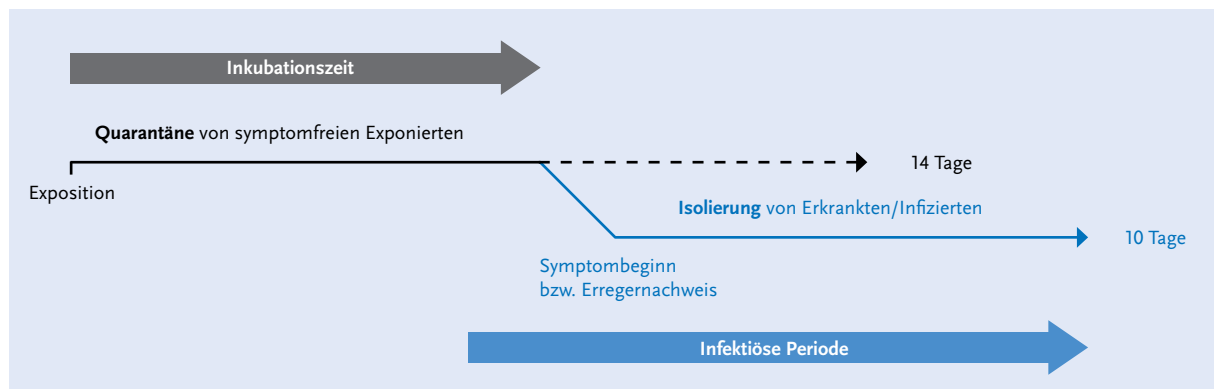 Inkubationszeit
Quarantäne von symptomfreien Exponierten
14 Tage
Exposition
Isolierung von Erkrankten/Infizierten
10 Tage
Symptombeginn
bzw. Erregernachweis
Infektiöse Periode